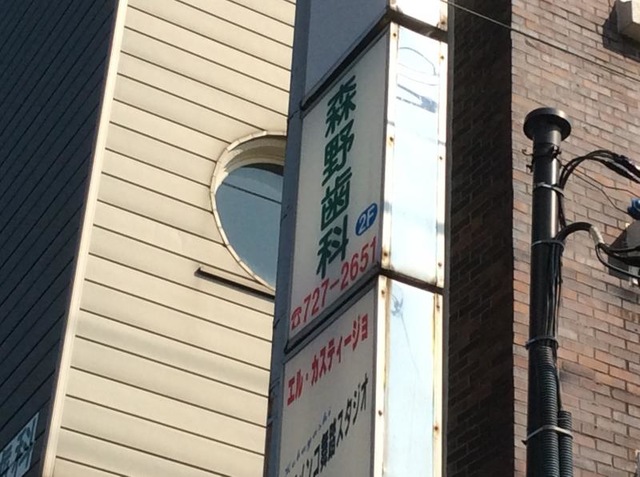 森野歯科
2F
☎727-2651
エル・カスティージョ
スタジオ